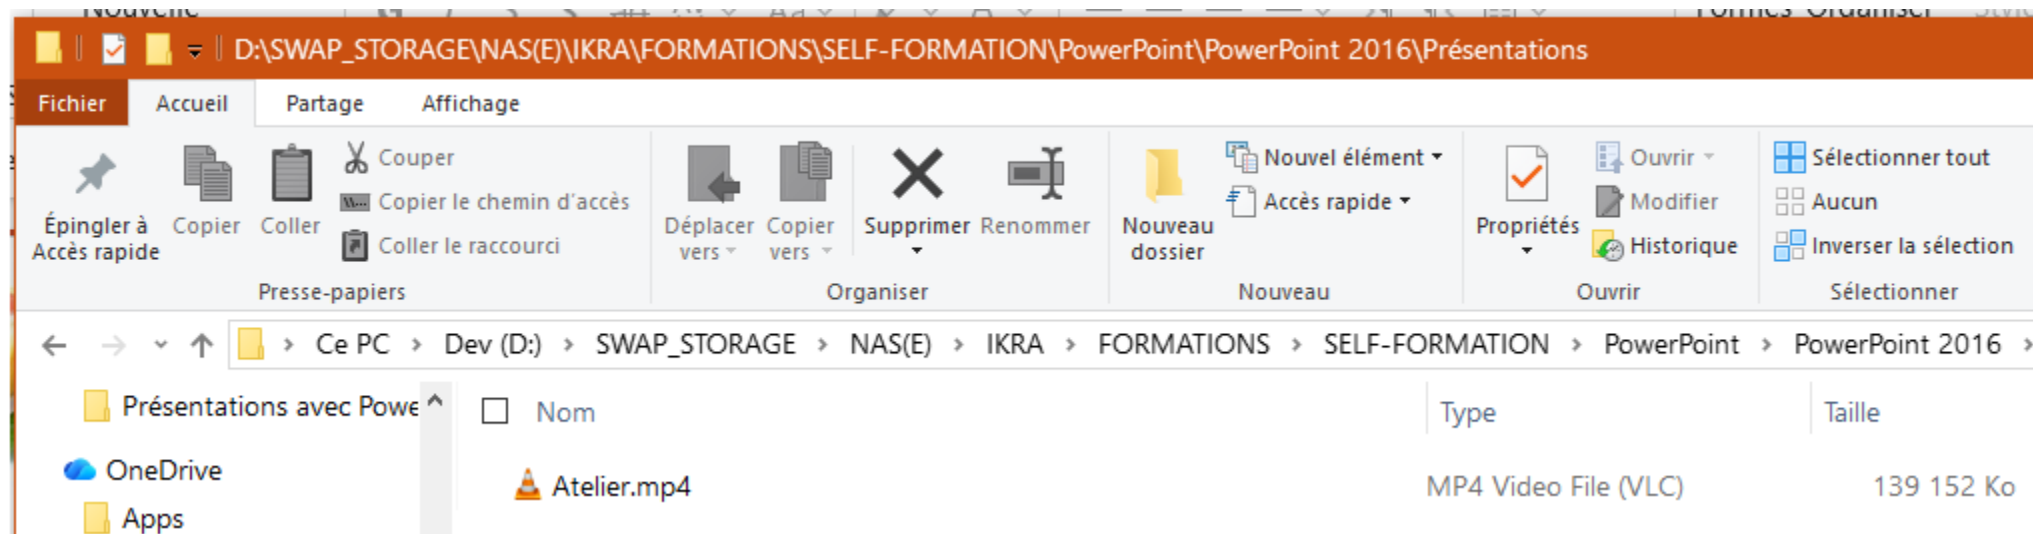 Nouvelle
Formes Organiser
D:\SWAP_STORAGE\NAS(E)\IKRA\FORMATIONS\SELF-FORMATION\PowerPoint\PowerPoint 2016\Présentations
Fichier Accueil Partage Affichage
Épingler à Accès rapide
Copier
Coller
Couper
Copier le chemin d'accès
Coller le raccourci
Presse-papiers
Déplacer vers
Copier vers
Supprimer
Renommer
Organiser
Nouveau dossier
Nouvel élément
Accès rapide
Nouveau
Propriétés
Ouvrir
Modifier
Historique
Ouvrir
Sélectionner tout
Aucun
Inverser la sélection
Sélectionner
Ce PC > Dev (D:) > SWAP_STORAGE > NAS(E) > IKRA > FORMATIONS > SELF-FORMATION > PowerPoint > PowerPoint 2016 >
Présentations avec Powe
OneDrive
Apps
Nom Type Taille
Atelier.mp4 MP4 Video File (VLC) 139 152 Ko